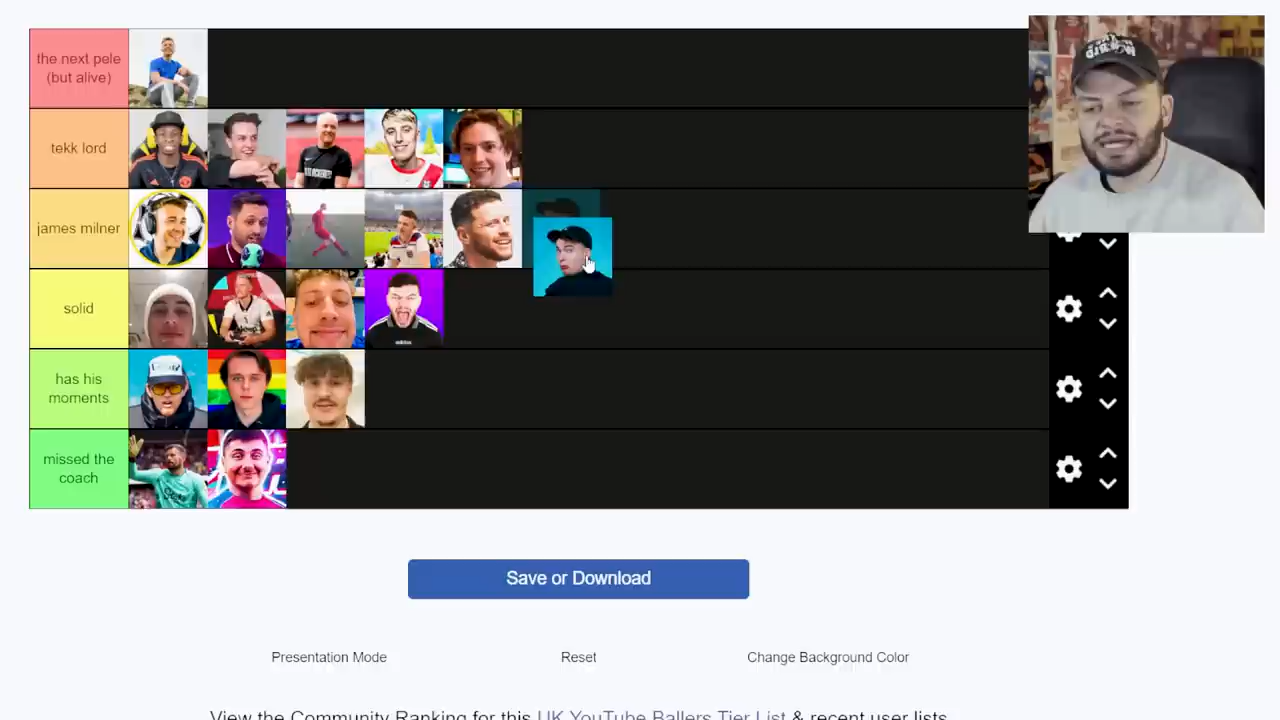 the next pele
(but alive)
tekk lord
james milner
solid
has his
moments
missed the
coach
Save or Download
Presentation Mode
Reset
Change Background Color
View the Community Ranking for this UK YouTube Ballers Tier List & recent user lists